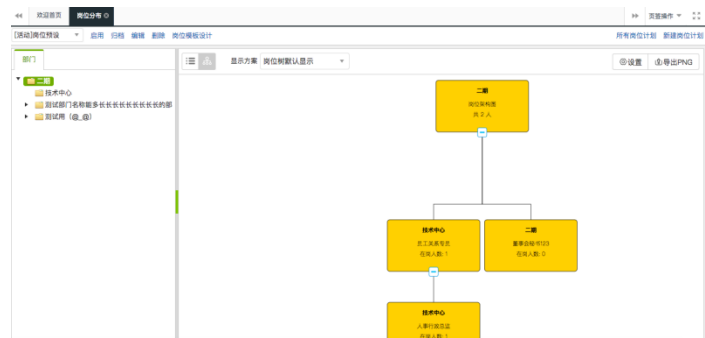 欢迎首页 岗位分布 页签操作
[活动]岗位预设 启用 归档 编辑 删除 岗位模板设计 所有岗位计划 新建岗位计划
部门 显示方案 岗位树默认显示 设置 导出PNG
二期
技术中心
测试部门名称能多长长长长长长长长长的部
测试用（@_@）
二期
岗位架构图
共 2 人
技术中心
员工关系专员
在岗人数: 1
二期
董事会秘书123
在岗人数: 0
技术中心
人事行政总监
在岗人数: 1